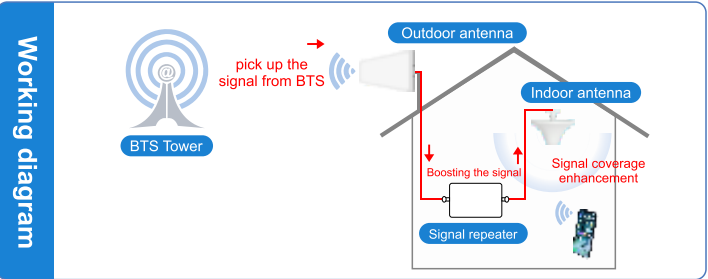 Working diagram
Outdoor antenna
pick up the
signal from BTS
@
Indoor antenna
BTS Tower
Boosting the signal
Signal coverage
enhancement
Signal repeater